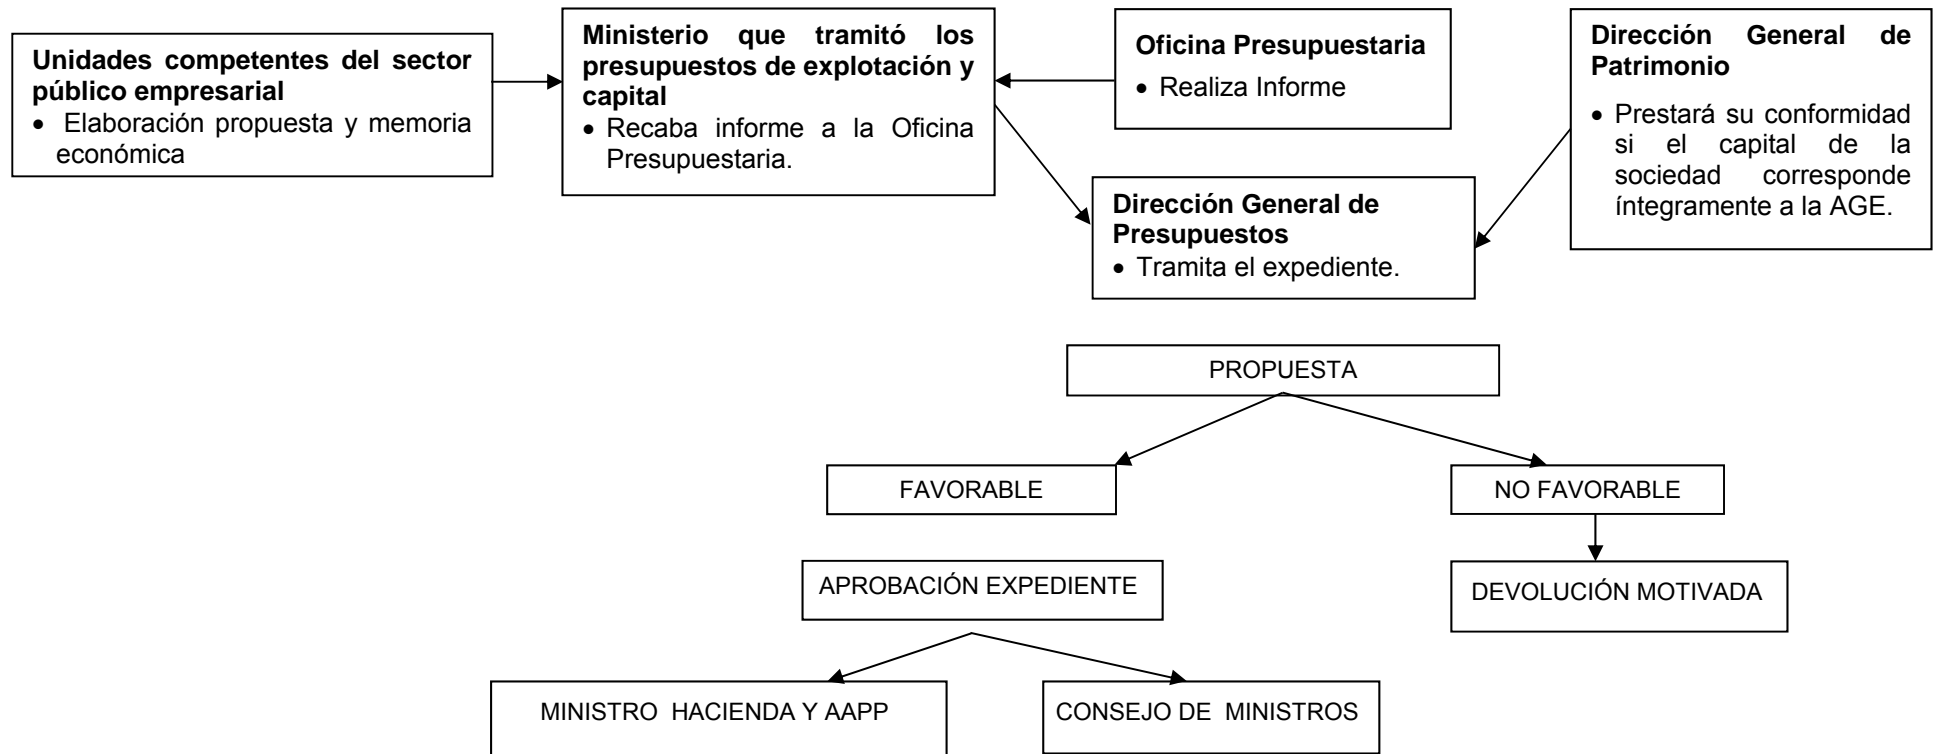 Unidades competentes del sector
público empresarial
• Elaboración propuesta y memoria
económica
Ministerio que tramitó los
presupuestos de explotación y
capital
• Recaba informe a la Oficina
Presupuestaria.
Oficina Presupuestaria
• Realiza Informe
Dirección General de
Patrimonio
• Prestará su conformidad
si el capital de la
sociedad corresponde
íntegramente a la AGE.
Dirección General de
Presupuestos
• Tramita el expediente.
PROPUESTA
FAVORABLE
NO FAVORABLE
APROBACIÓN EXPEDIENTE
DEVOLUCIÓN MOTIVADA
MINISTRO HACIENDA Y AAPP
CONSEJO DE MINISTROS